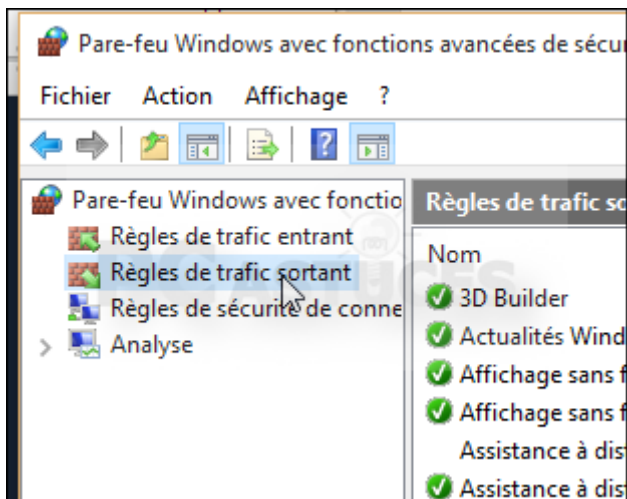 Pare-feu Windows avec fonctions avancées de sécu
Fichier Action Affichage ?
Pare-feu Windows avec fonctio
Règles de trafic entrant
Règles de trafic sortant
Règles de sécurité de conne
Analyse
Règles de trafic so
Nom
3D Builder
Actualités Wind
Affichage sans f
Affichage sans f
Assistance à dis
Assistance à dis
ASTUCES